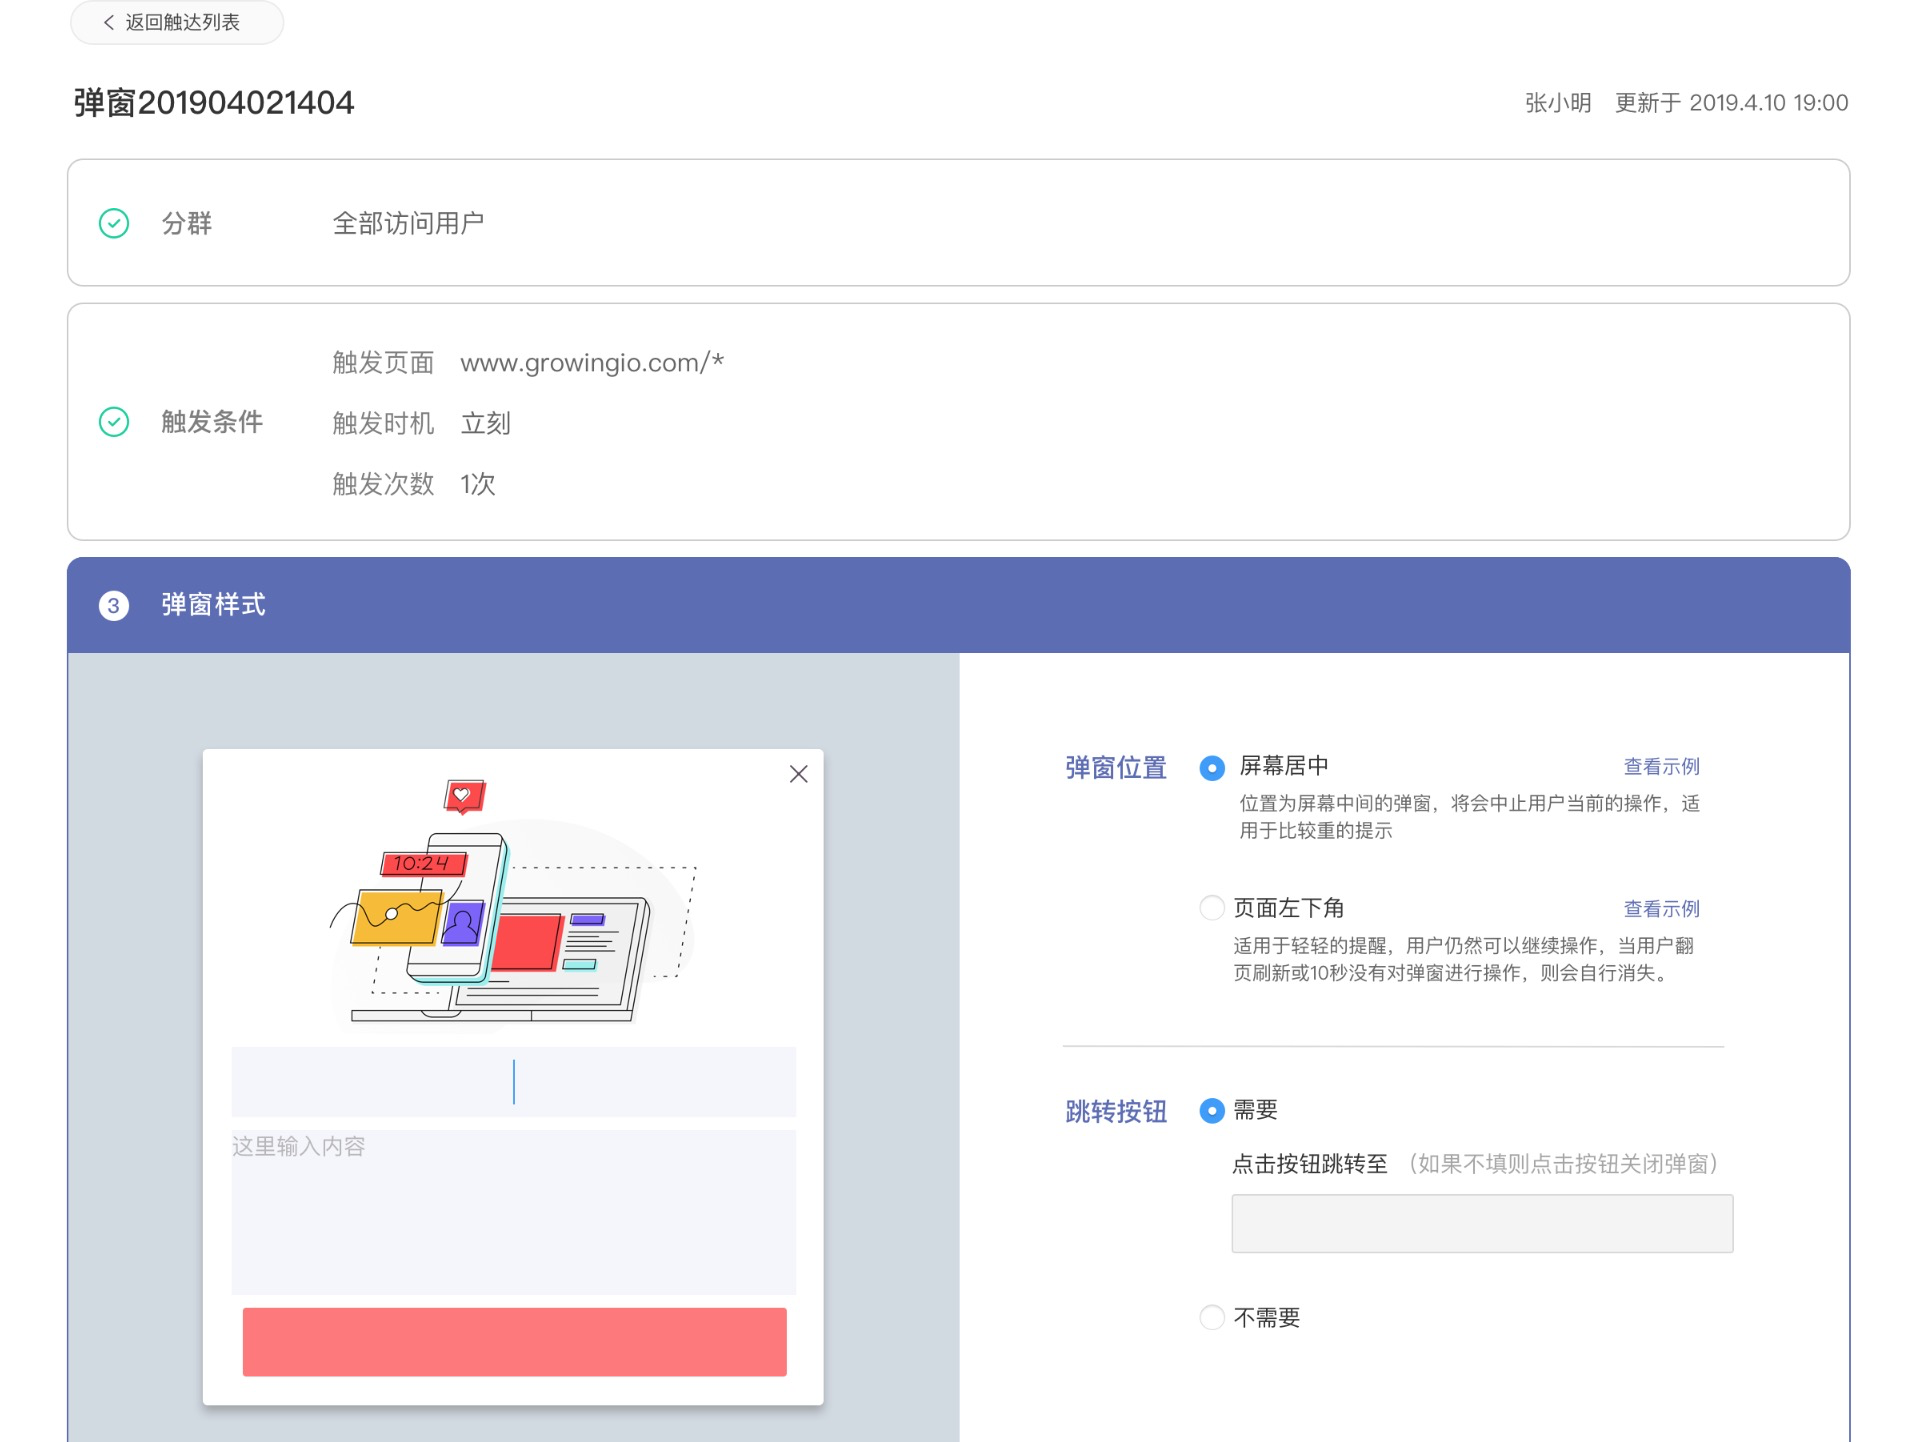 返回触达列表
弹窗201904021404
张小明 更新于 2019.4.10 19:00
分群 全部访问用户
触发页面 www.growingio.com/*
触发条件 触发时机 立刻
触发次数 1次
3 弹窗样式
10:24
这里输入内容
弹窗位置 屏幕居中 查看示例
位置为屏幕中间的弹窗，将会中止用户当前的操作，适
用于比较重的提示
页面左下角 查看示例
适用于轻轻的提醒，用户仍然可以继续操作，当用户翻
页刷新或10秒没有对弹窗进行操作，则会自行消失。
跳转按钮 需要
点击按钮跳转至 （如果不填则点击按钮关闭弹窗）
不需要